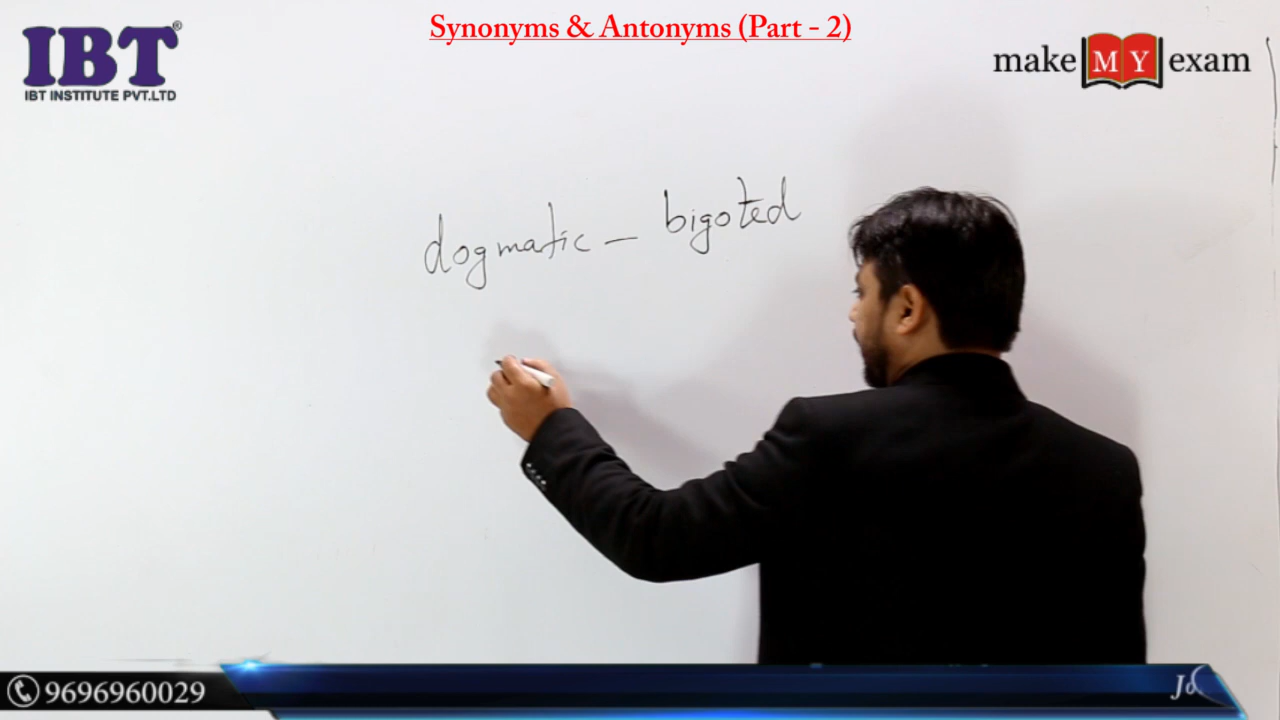 Synonyms & Antonyms (Part - 2)
IBT®
IBT INSTITUTE PVT.LTD
make MY exam
dogmatic — bigoted
9696960029